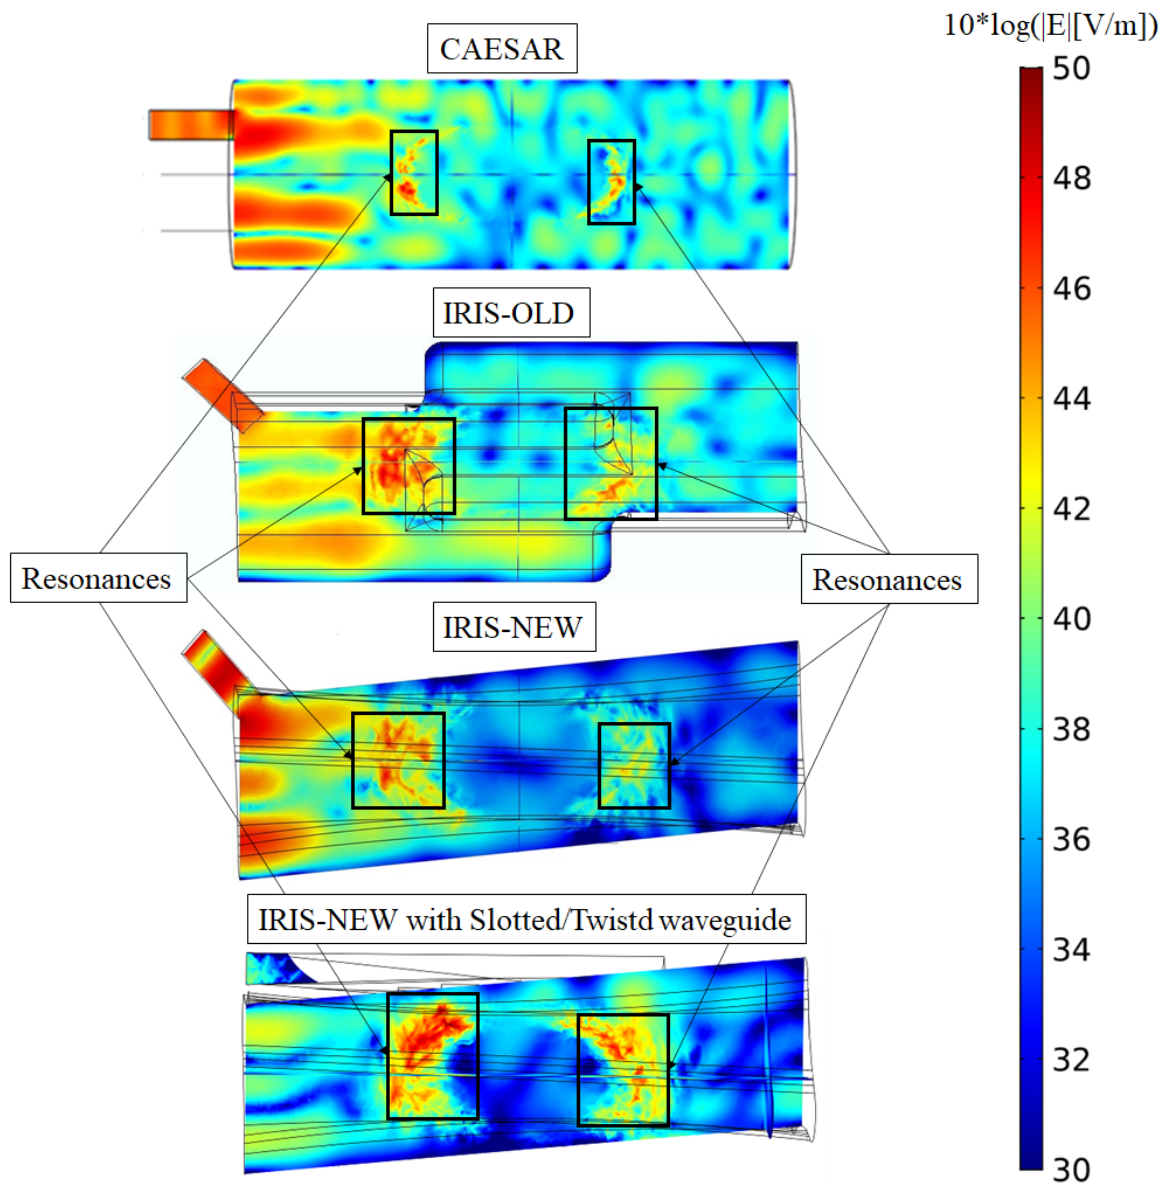 10*log(|E|[V/m])
CAESAR
50
48
46
IRIS-OLD
44
42
Resonances
Resonances
40
IRIS-NEW
38
36
IRIS-NEW with Slotted/Twistd waveguide
34
32
30